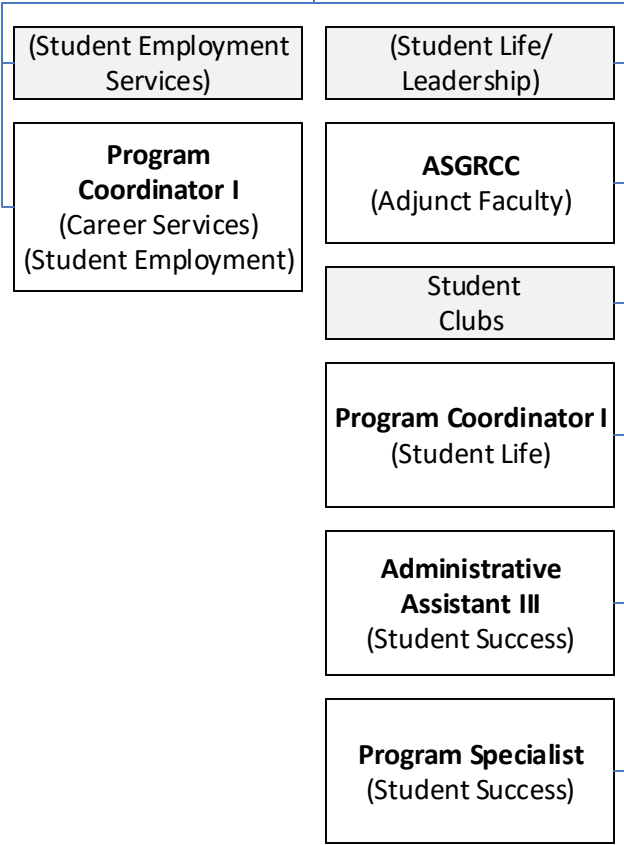 (Student Employment
Services)
Program
Coordinator I
(Career Services)
(Student Employment)
(Student Life/
Leadership)
ASGRCC
(Adjunct Faculty)
Student
Clubs
Program Coordinator I
(Student Life)
Administrative
Assistant III
(Student Success)
Program Specialist
(Student Success)